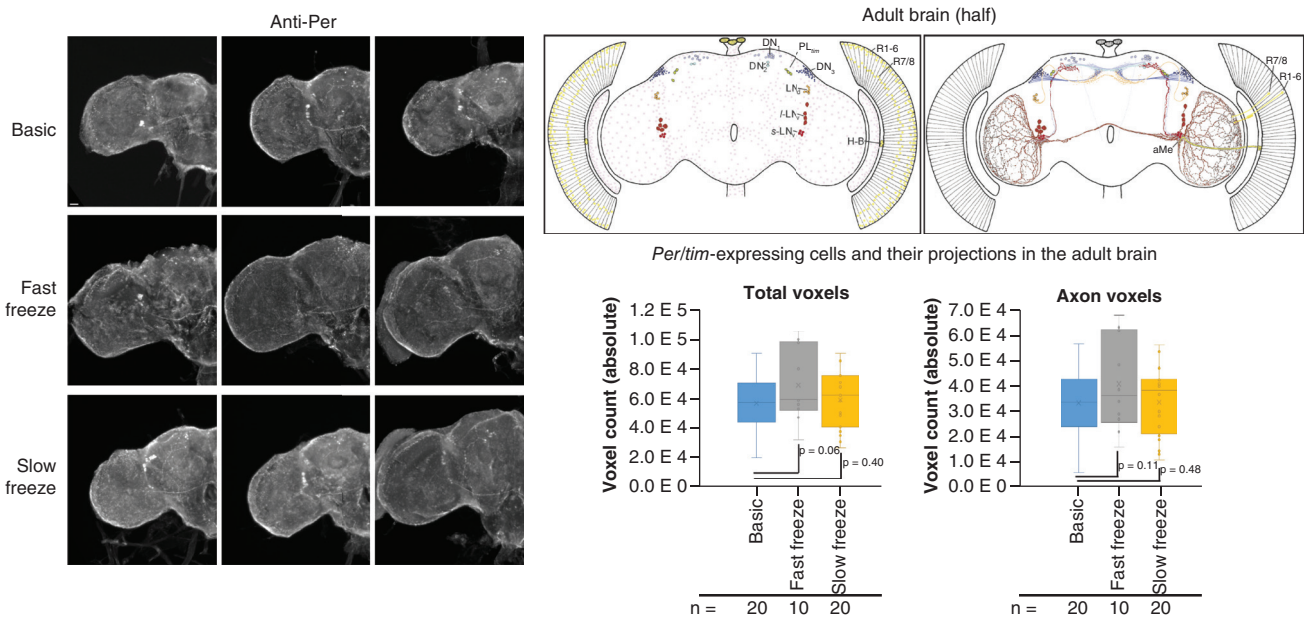 Anti-Per
Basic
Fast
freeze
Slow
freeze
Adult brain (half)
DN1
PLtim
R1-6
R7/8
DN2
DN3
LNd
l-LNv
s-LNv
H-B
R7/8
R1-6
aMe
Per/tim-expressing cells and their projections in the adult brain
Total voxels
Voxel count (absolute)
1.2 E 5
1.0 E 5
8.0 E 4
6.0 E 4
4.0 E 4
2.0 E 4
0.0 E 0
p = 0.06
p = 0.40
Basic
Fast freeze
Slow freeze
n = 20 10 20
Axon voxels
Voxel count (absolute)
7.0 E 4
6.0 E 4
5.0 E 4
4.0 E 4
3.0 E 4
2.0 E 4
1.0 E 4
0.0 E 0
p = 0.11
p = 0.48
Basic
Fast freeze
Slow freeze
n = 20 10 20